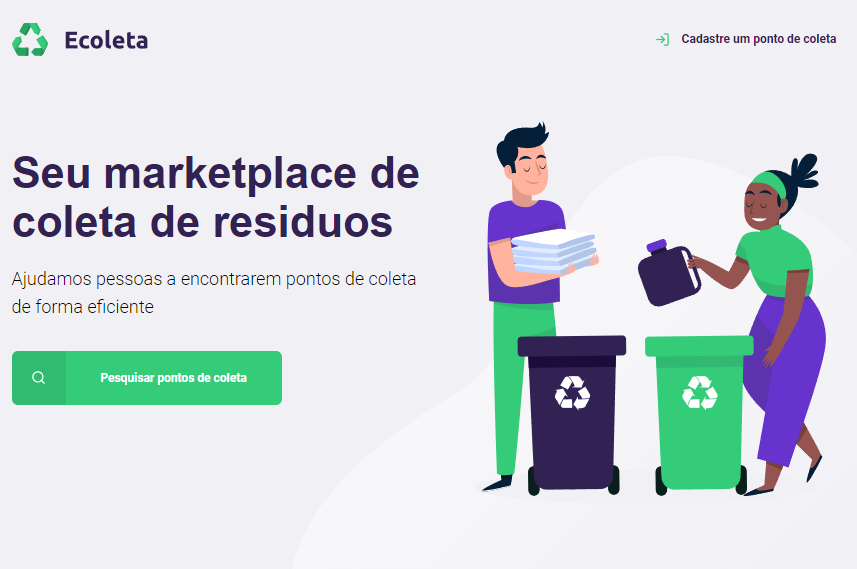 Ecoleta
Cadastre um ponto de coleta
Seu marketplace de
coleta de residuos
Ajudamos pessoas a encontrarem pontos de coleta
de forma eficiente
Pesquisar pontos de coleta